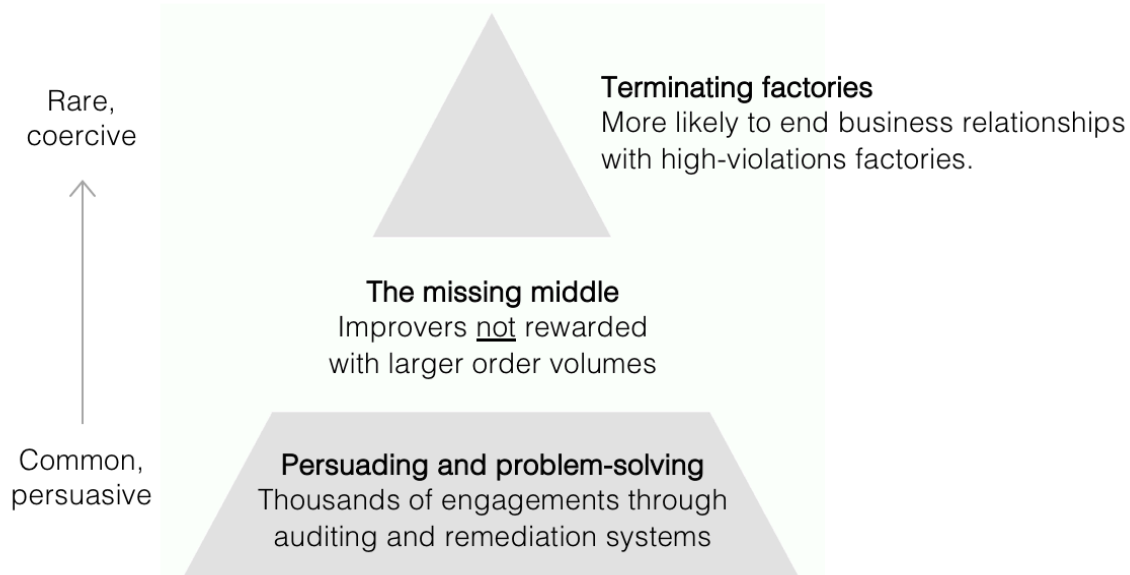 Rare,
coercive
Terminating factories
More likely to end business relationships
with high-violations factories.
The missing middle
Improvers not rewarded
with larger order volumes
Common,
persuasive
Persuading and problem-solving
Thousands of engagements through
auditing and remediation systems